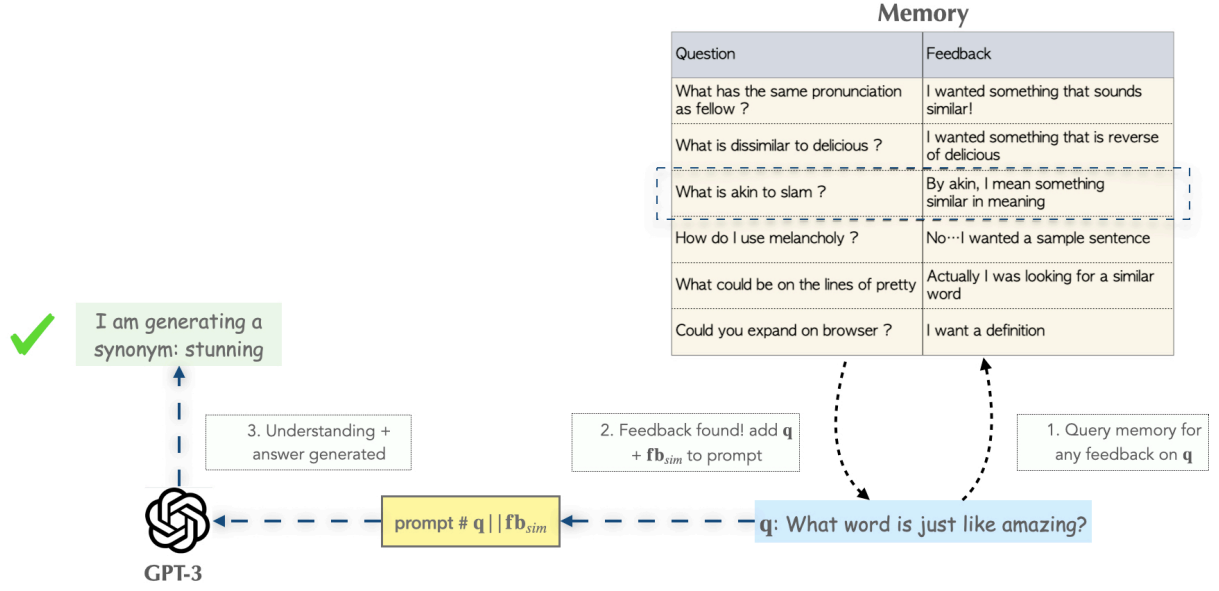 Memory
Question
Feedback
What has the same pronunciation
as fellow ?
I wanted something that sounds
similar!
What is dissimilar to delicious ?
I wanted something that is reverse
of delicious
What is akin to slam ?
By akin, I mean something
similar in meaning
How do I use melancholy ?
No⋯I wanted a sample sentence
What could be on the lines of pretty
Actually I was looking for a similar
word
Could you expand on browser ?
I want a definition
I am generating a
synonym: stunning
3. Understanding +
answer generated
2. Feedback found! add q
+ fb_sim to prompt
1. Query memory for
any feedback on q
prompt # q||fb_sim
q: What word is just like amazing?
GPT-3